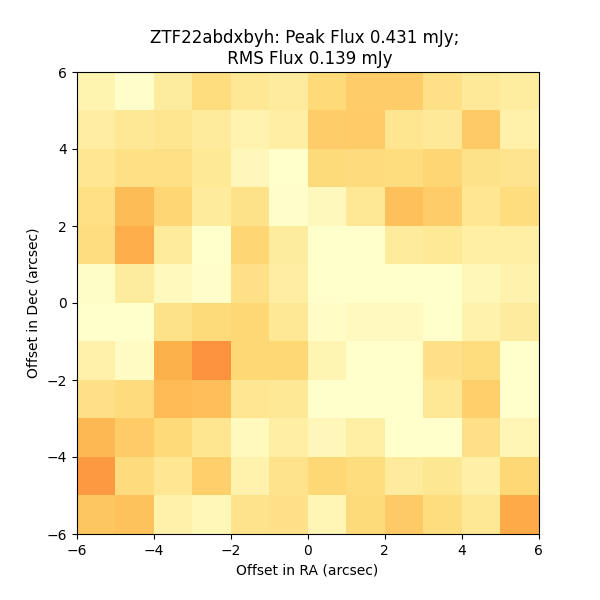 ZTF22abdxbyh: Peak Flux 0.431 mJy;
RMS Flux 0.139 mJy
6
4
2
0
−2
−4
−6
Offset in Dec (arcsec)
−6 −4 −2 0 2 4 6
Offset in RA (arcsec)